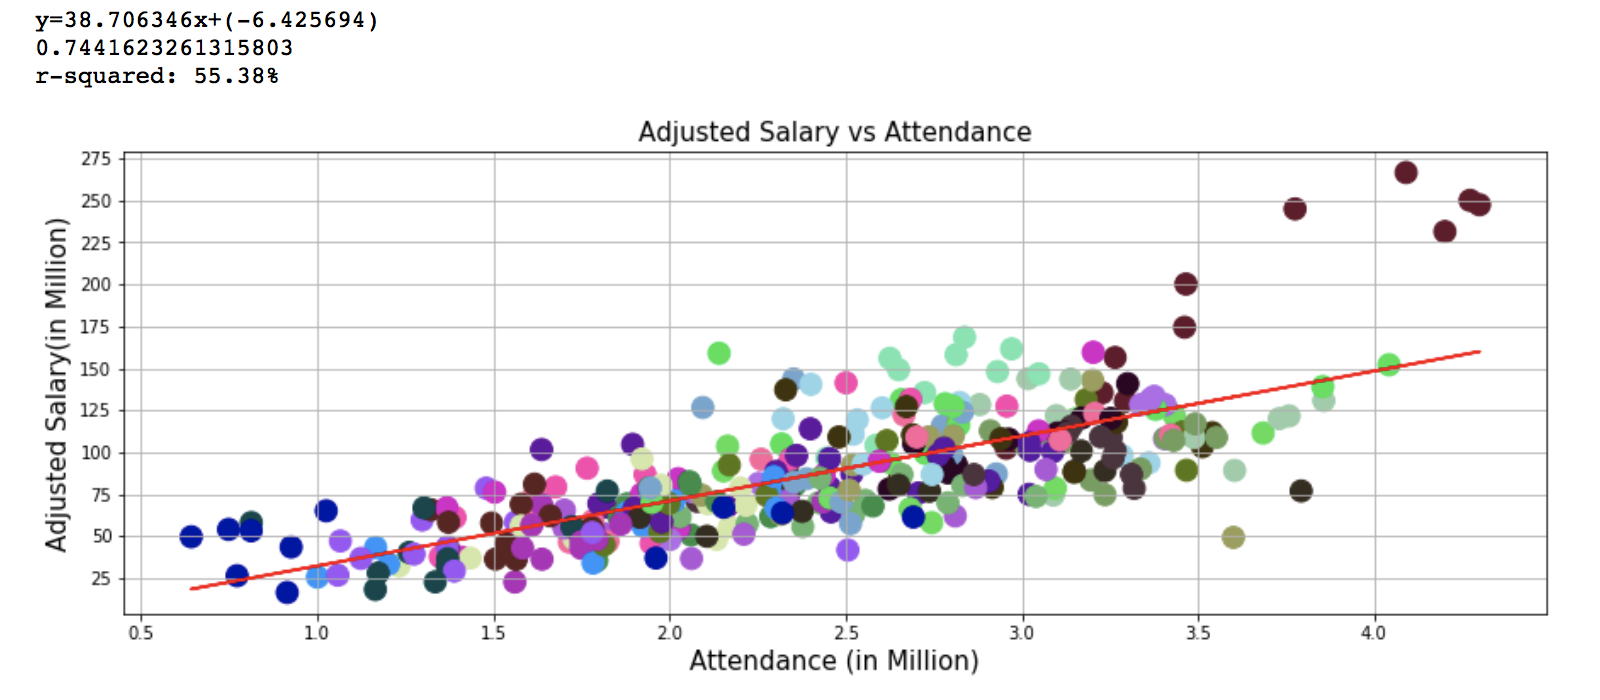 y=38.706346x+(-6.425694)
0.7441623261315803
r-squared: 55.38%
Adjusted Salary vs Attendance
275
250
225
200
175
150
125
100
75
50
25
Adjusted Salary(in Million)
0.5 1.0 1.5 2.0 2.5 3.0 3.5 4.0
Attendance (in Million)